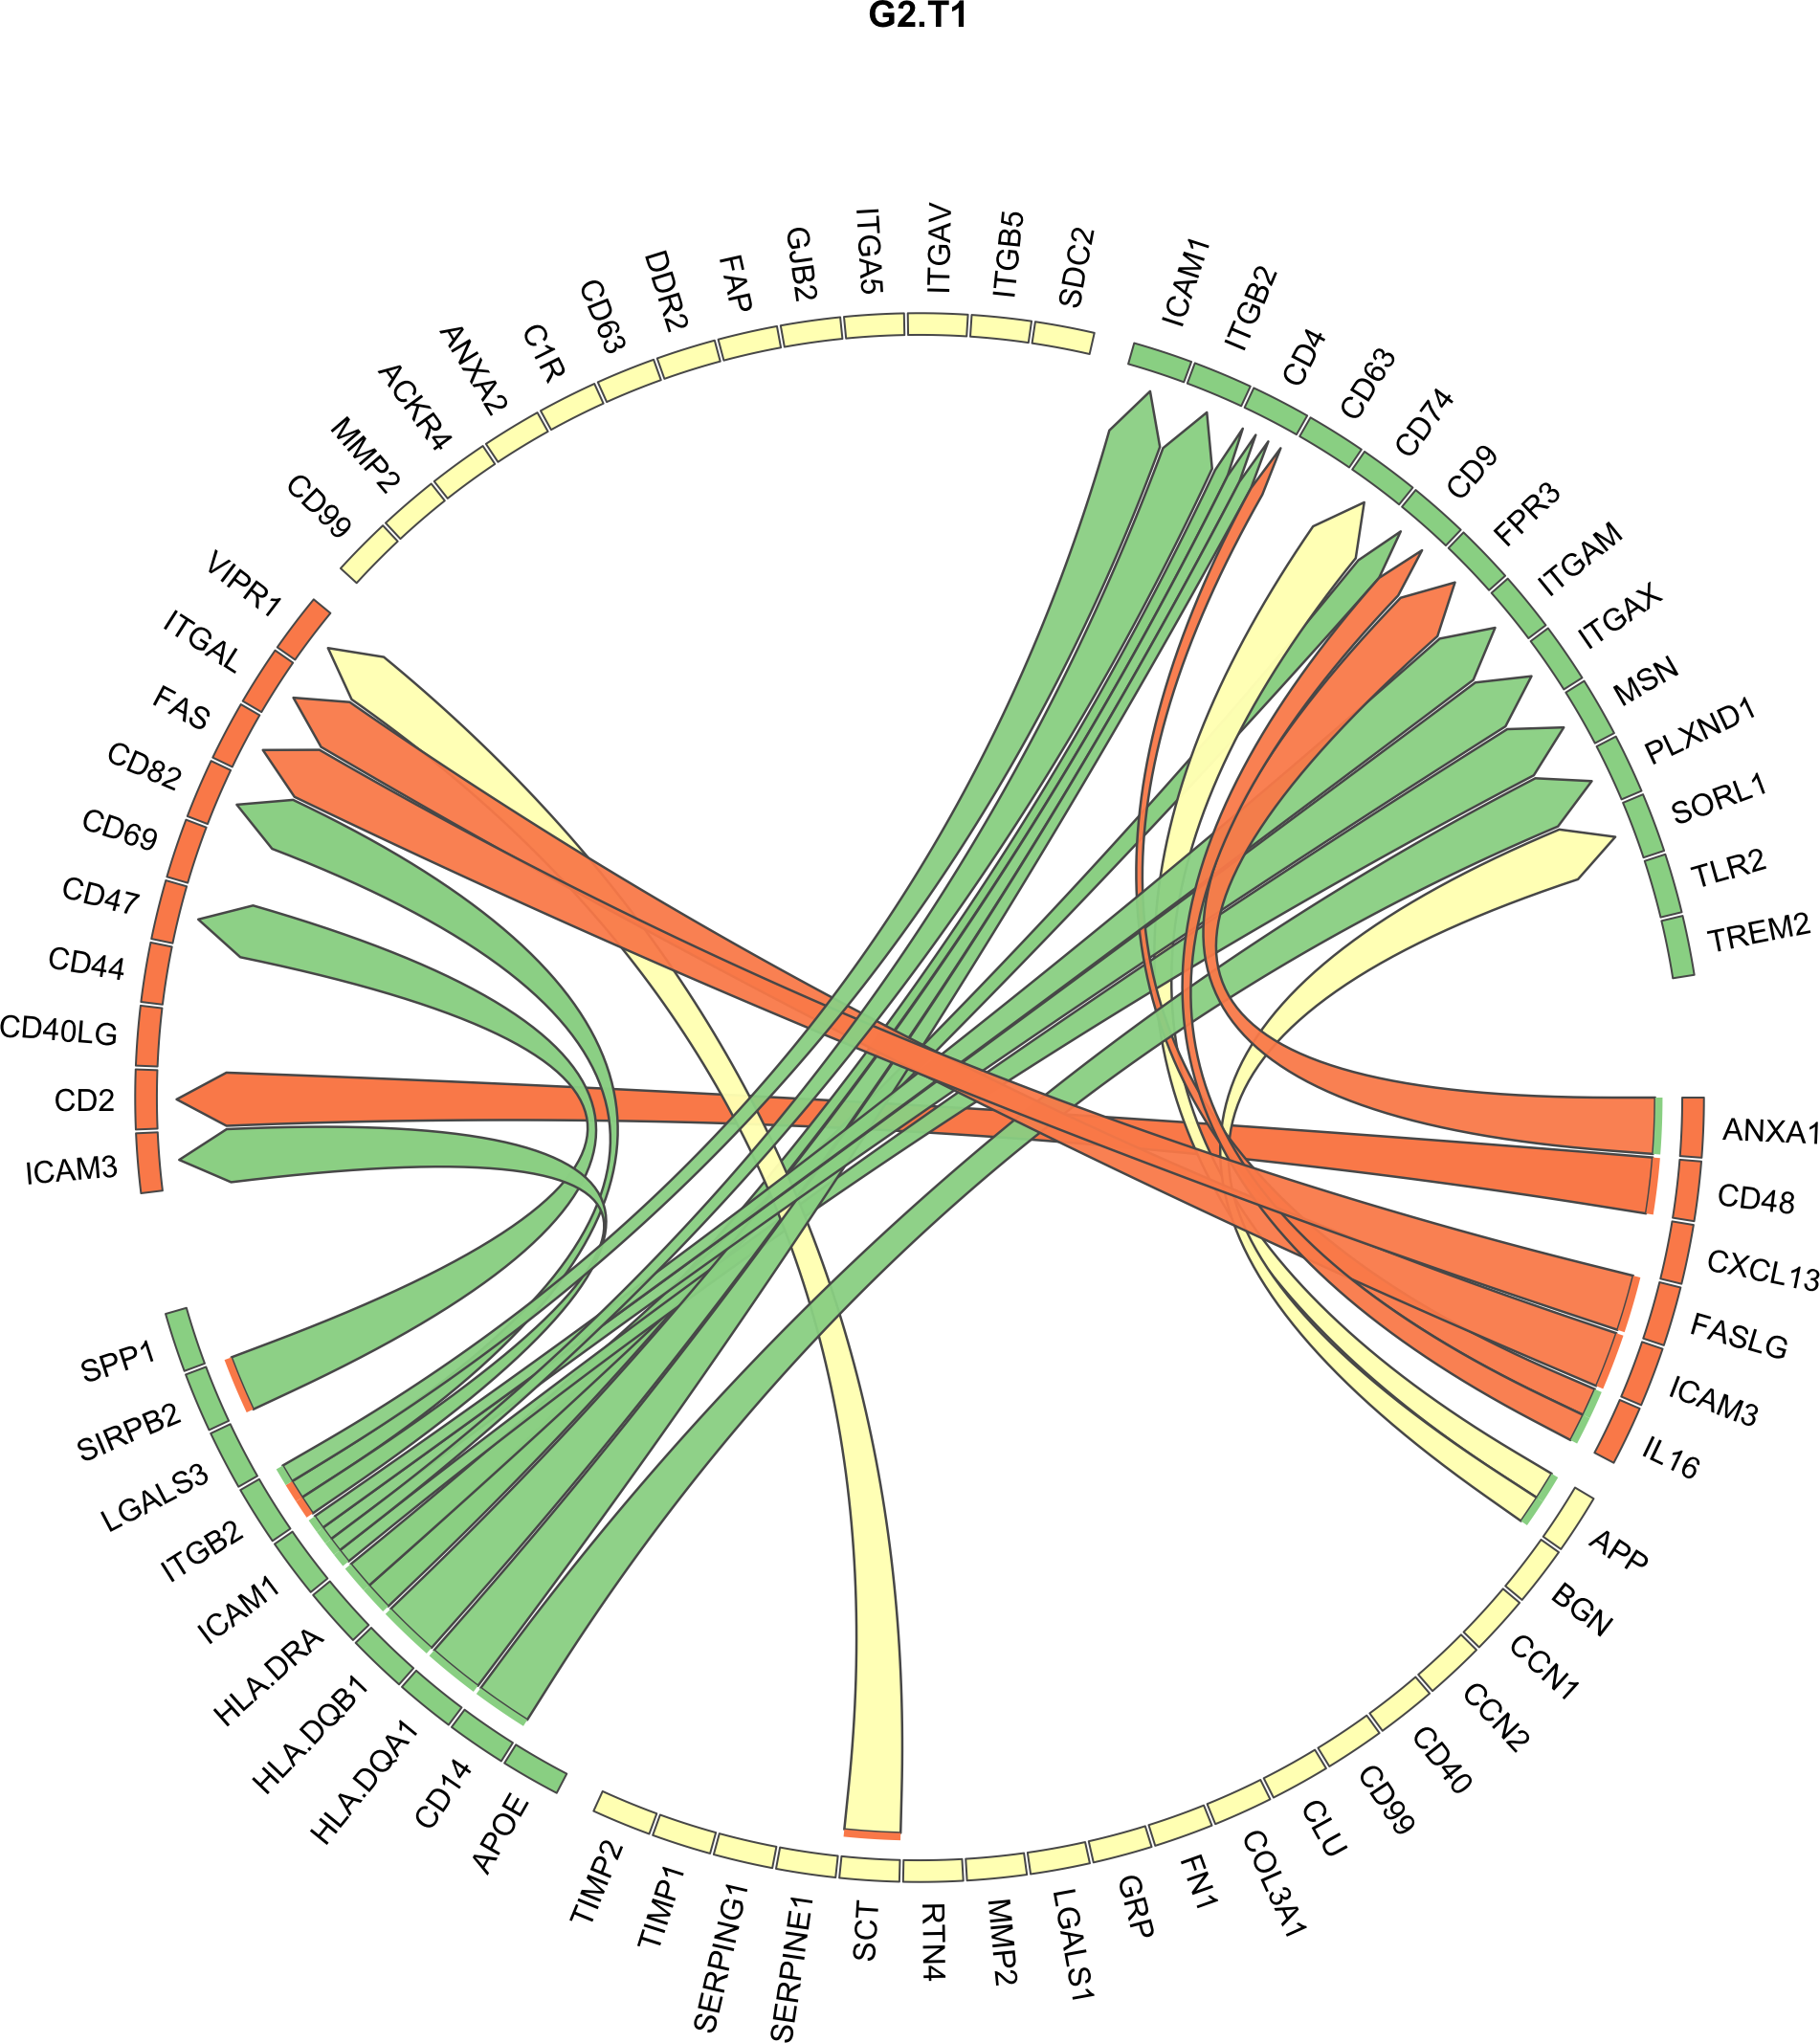 G2.T1
CD99
MMP2
ACKR4
ANXA2
C1R
CD63
DDR2
FAP
GJB2
ITGA5
ITGAV
ITGB5
SDC2
ICAM1
ITGB2
CD4
CD63
CD74
CD9
FPR3
ITGAM
ITGAX
MSN
PLXND1
SORL1
TLR2
TREM2
ANXA1
CD48
CXCL13
FASLG
ICAM3
IL16
APP
BGN
CCN1
CCN2
CD40
CD99
CLU
COL3A1
FN1
GRP
LGALS1
MMP2
RTN4
SCT
SERPINE1
SERPING1
TIMP1
TIMP2
APOE
CD14
HLA.DQA1
HLA.DQB1
HLA.DRA
ICAM1
ITGB2
LGALS3
SIRPB2
SPP1
ICAM3
CD2
CD40LG
CD44
CD47
CD69
CD82
FAS
ITGAL
VIPR1